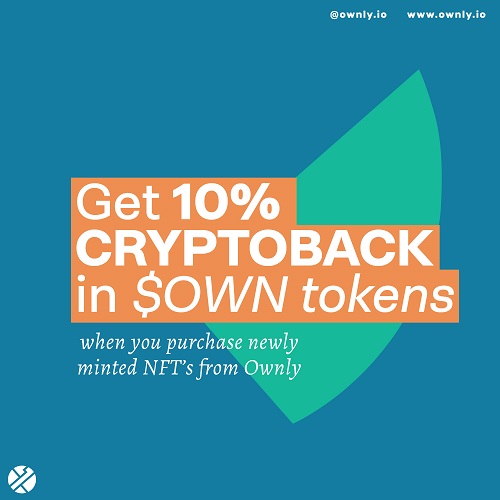 @ownly.io www.ownly.io
Get 10%
CRYPTOBACK
in $OWN tokens
when you purchase newly
minted NFT's from Ownly